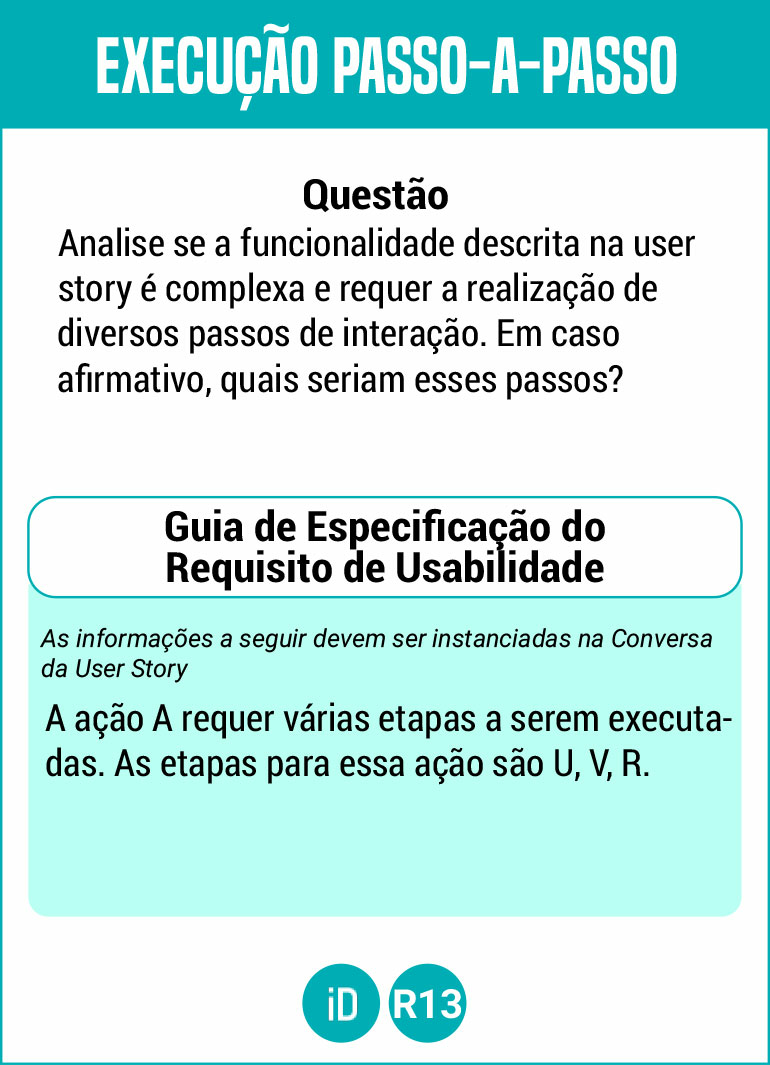 EXECUÇÃO PASSO-A-PASSO
Questão
Analise se a funcionalidade descrita na user
story é complexa e requer a realização de
diversos passos de interação. Em caso
afirmativo, quais seriam esses passos?
Guia de Especificação do
Requisito de Usabilidade
As informações a seguir devem ser instanciadas na Conversa
da User Story
A ação A requer várias etapas a serem executa-
das. As etapas para essa ação são U, V, R.
iD R13